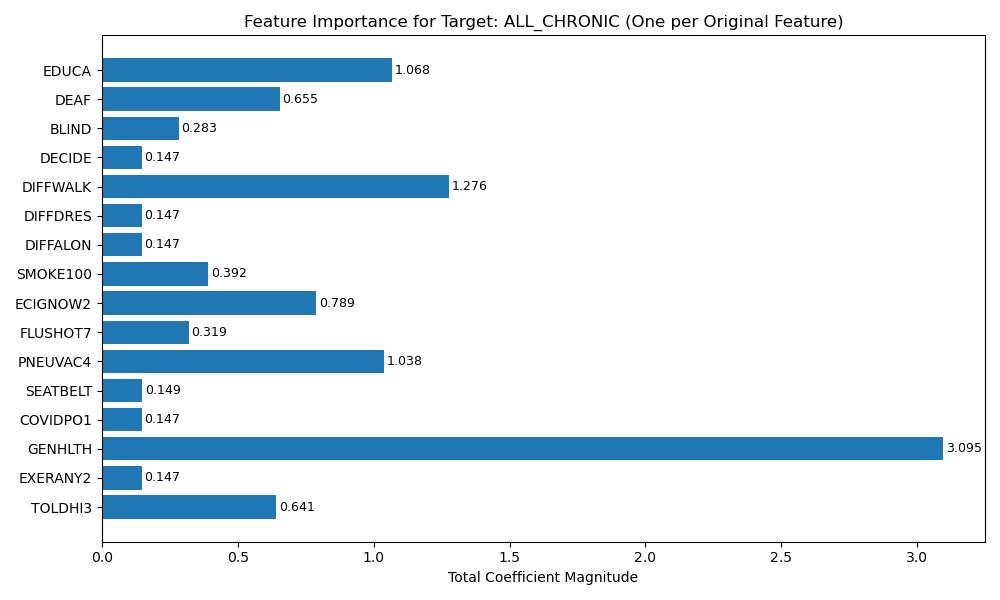 Feature Importance for Target: ALL_CHRONIC (One per Original Feature)
EDUCA 1.068
DEAF 0.655
BLIND 0.283
DECIDE 0.147
DIFFWALK 1.276
DIFFDRES 0.147
DIFFALON 0.147
SMOKE100 0.392
ECIGNOW2 0.789
FLUSHOT7 0.319
PNEUVAC4 1.038
SEATBELT 0.149
COVIDPO1 0.147
GENHLTH 3.095
EXERANY2 0.147
TOLDHI3 0.641
0.0 0.5 1.0 1.5 2.0 2.5 3.0
Total Coefficient Magnitude